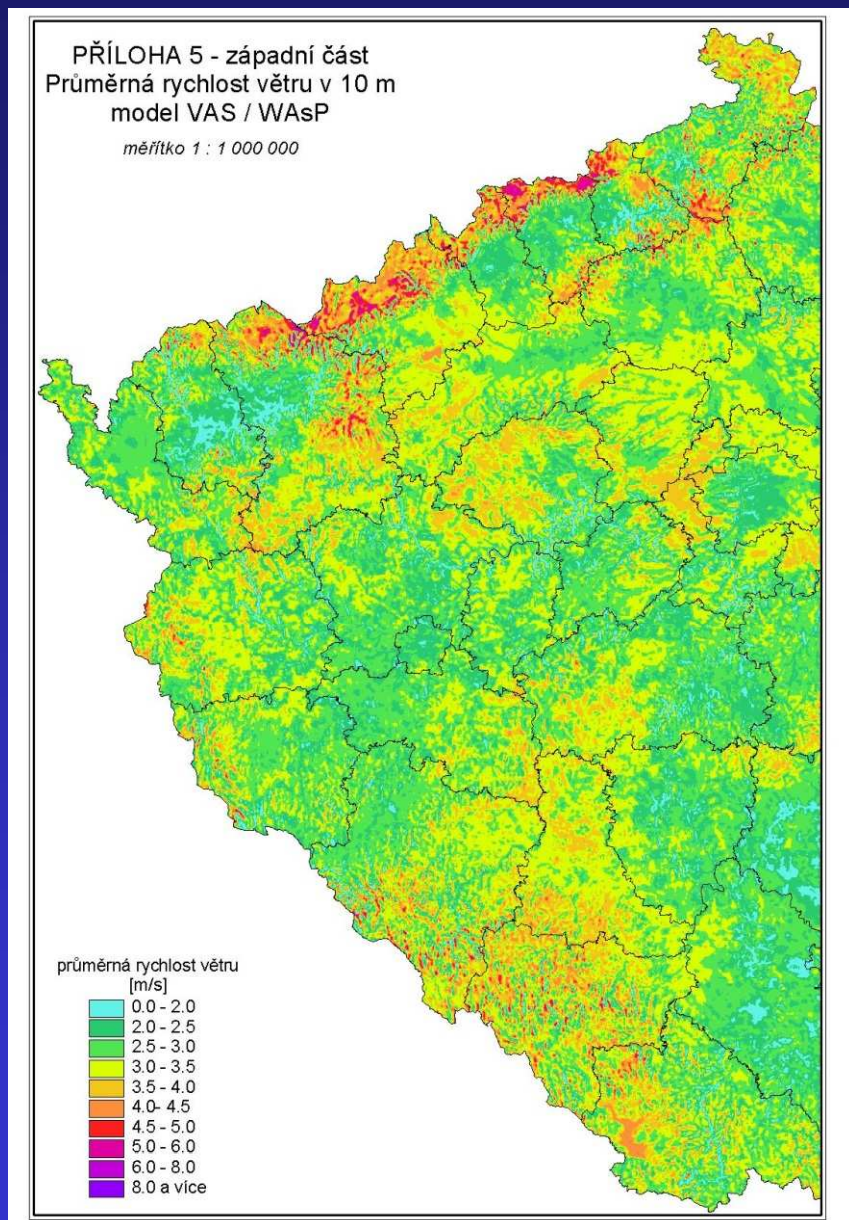 PŘÍLOHA 5 - západní část
Průměrná rychlost větru v 10 m
model VAS / WAsP
měřítko 1 : 1 000 000
průměrná rychlost větru
[m/s]
0.0 - 2.0
2.0 - 2.5
2.5 - 3.0
3.0 - 3.5
3.5 - 4.0
4.0- 4.5
4.5 - 5.0
5.0 - 6.0
6.0 - 8.0
8.0 a více